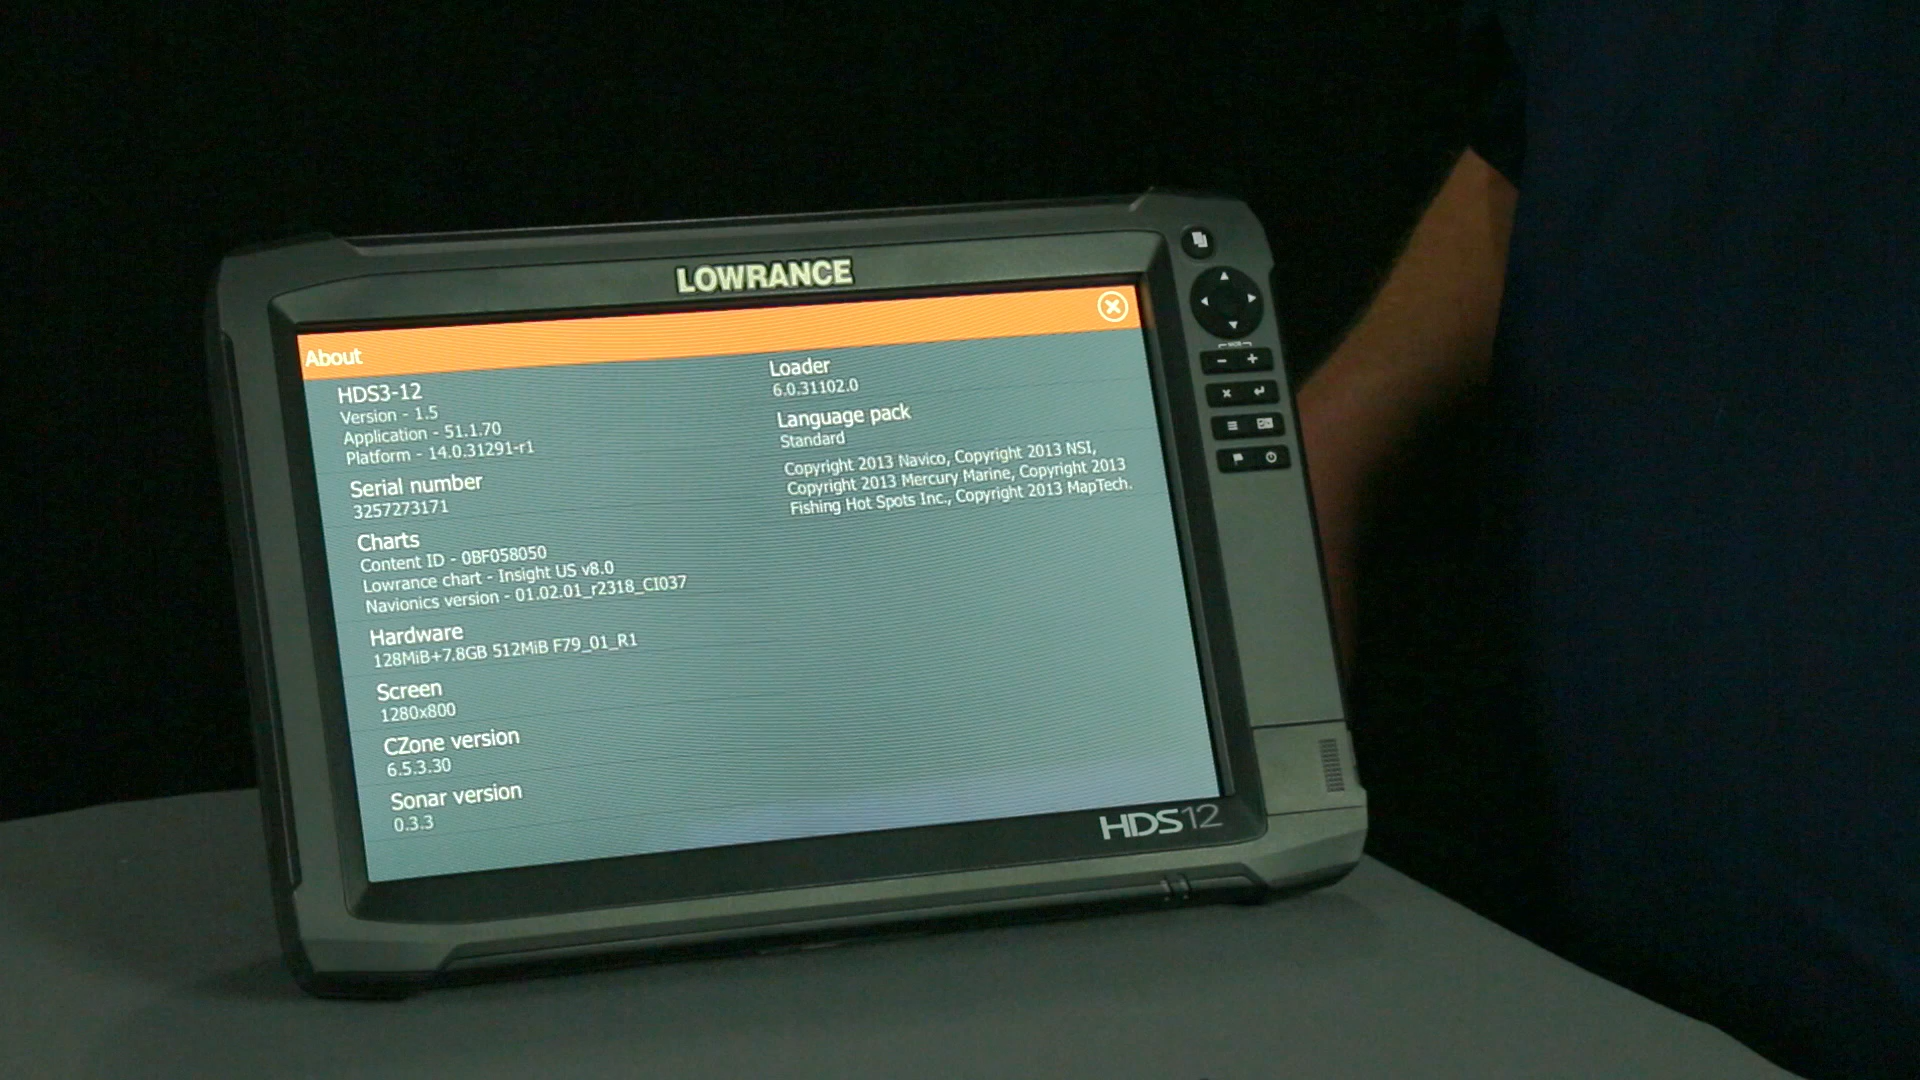 LOWRANCE
About
HDS3-12
Version - 1.5
Application - 51.1.70
Platform - 14.0.31291-r1
Serial number
3257273171
Charts
Content ID - 0BF058050
Lowrance chart - Insight US v8.0
Navionics version - 01.02.01_r2318_CI037
Hardware
128MiB+7.8GB 512MiB F79_01_R1
Screen
1280x800
CZone version
6.5.3.30
Sonar version
0.3.3
Loader
6.0.31102.0
Language pack
Standard
Copyright 2013 Navico, Copyright 2013 NSI,
Copyright 2013 Mercury Marine, Copyright 2013
Fishing Hot Spots Inc., Copyright 2013 MapTech.
HDS12